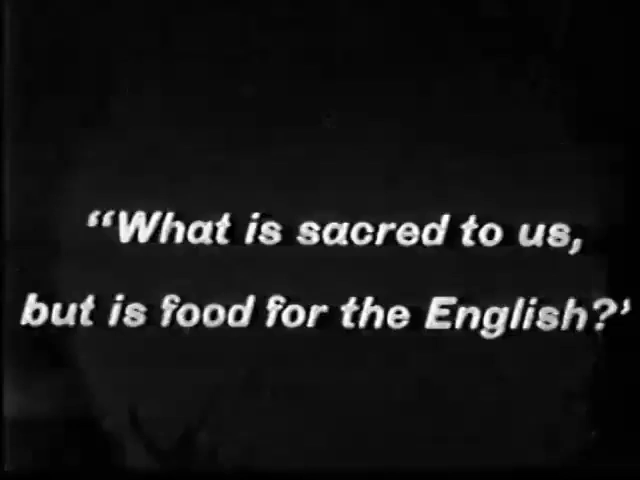 “What is sacred to us,
but is food for the English?’